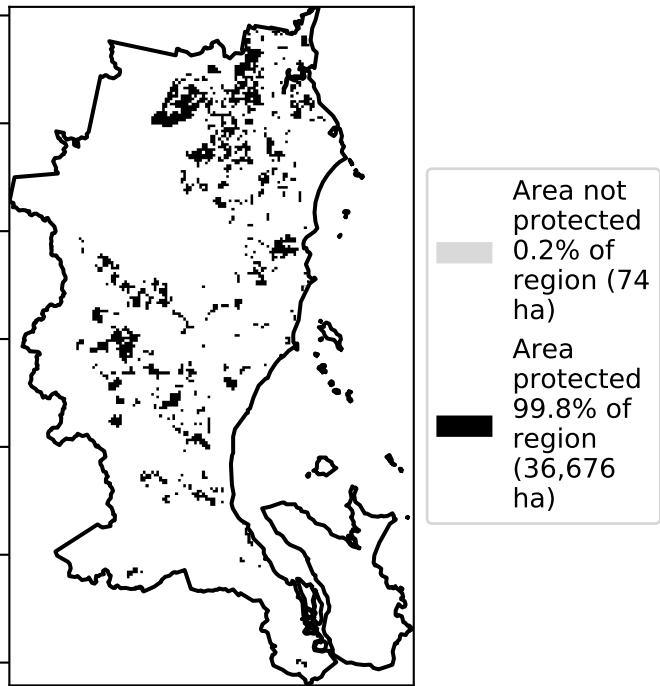 Area not
protected
0.2% of
region (74
ha)
Area
protected
99.8% of
region
(36,676
ha)